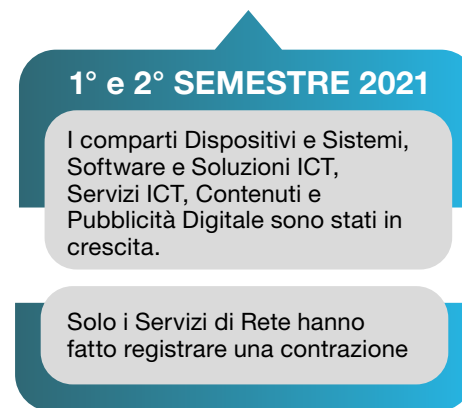 1° e 2° SEMESTRE 2021
I comparti Dispositivi e Sistemi,
Software e Soluzioni ICT,
Servizi ICT, Contenuti e
Pubblicità Digitale sono stati in
crescita.
Solo i Servizi di Rete hanno
fatto registrare una contrazione